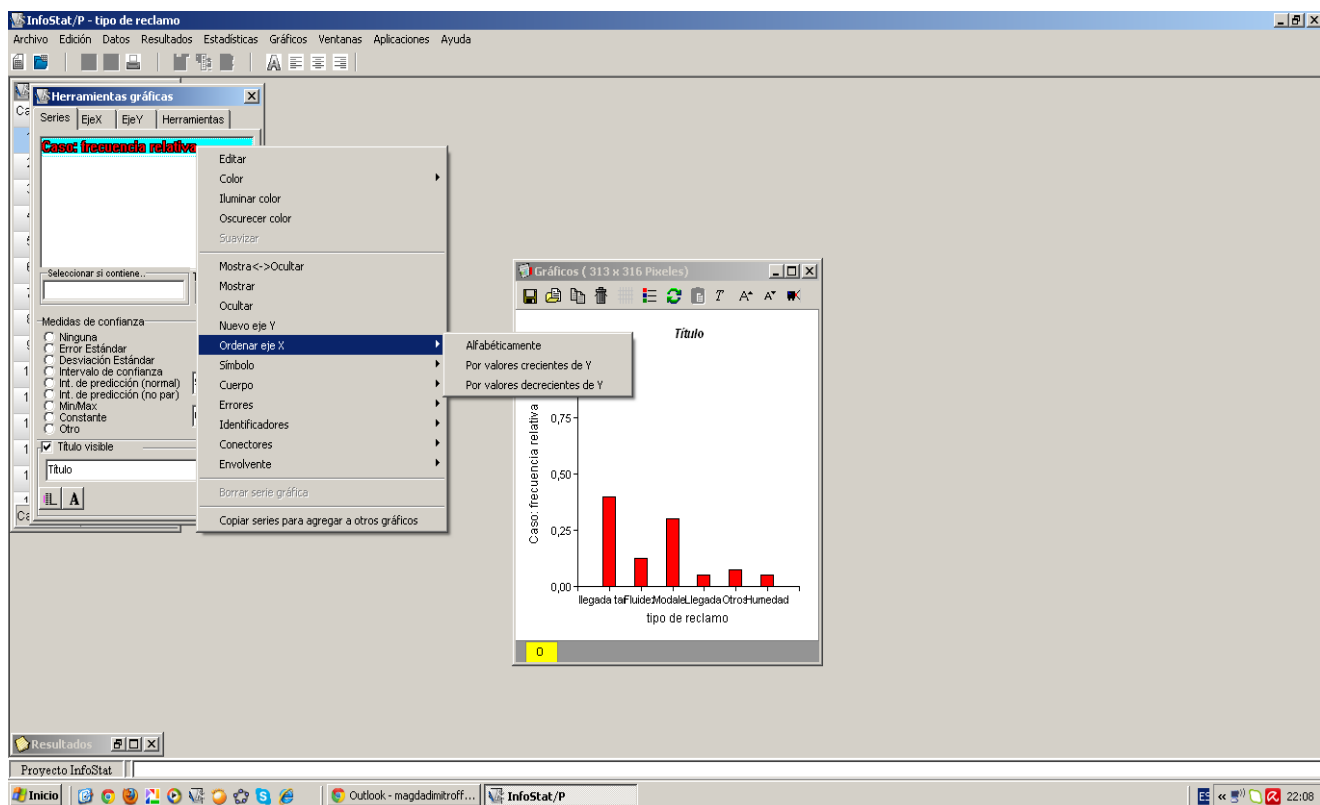 InfoStat/P - tipo de reclamo
Archivo Edición Datos Resultados Estadísticas Gráficos Ventanas Aplicaciones Ayuda
Herramientas gráficas
Series EjeX EjeY Herramientas
Caso: frecuencia relativa
Seleccionar si contiene..
Medidas de confianza
Ninguna
Error Estándar
Desviación Estándar
Intervalo de confianza
Int. de predicción (normal)
Int. de predicción (no par)
Min/Max
Constante
Otro
Título visible
Título
Editar
Color
Iluminar color
Oscurecer color
Suavizar
Mostra<->Ocultar
Mostrar
Ocultar
Nuevo eje Y
Ordenar eje X
Símbolo
Cuerpo
Errores
Identificadores
Conectores
Envolvente
Borrar serie gráfica
Copiar series para agregar a otros gráficos
Alfabéticamente
Por valores crecientes de Y
Por valores decrecientes de Y
Gráficos ( 313 x 316 Pixeles)
Título
0,75
0,50
0,25
0,00
Caso: frecuencia relativa
llegada tar Fluidez Modale Llegada Otros Humedad
tipo de reclamo
0
Resultados
Proyecto InfoStat
Inicio
Outlook - magdadimitroff...
InfoStat/P
ES
22:08